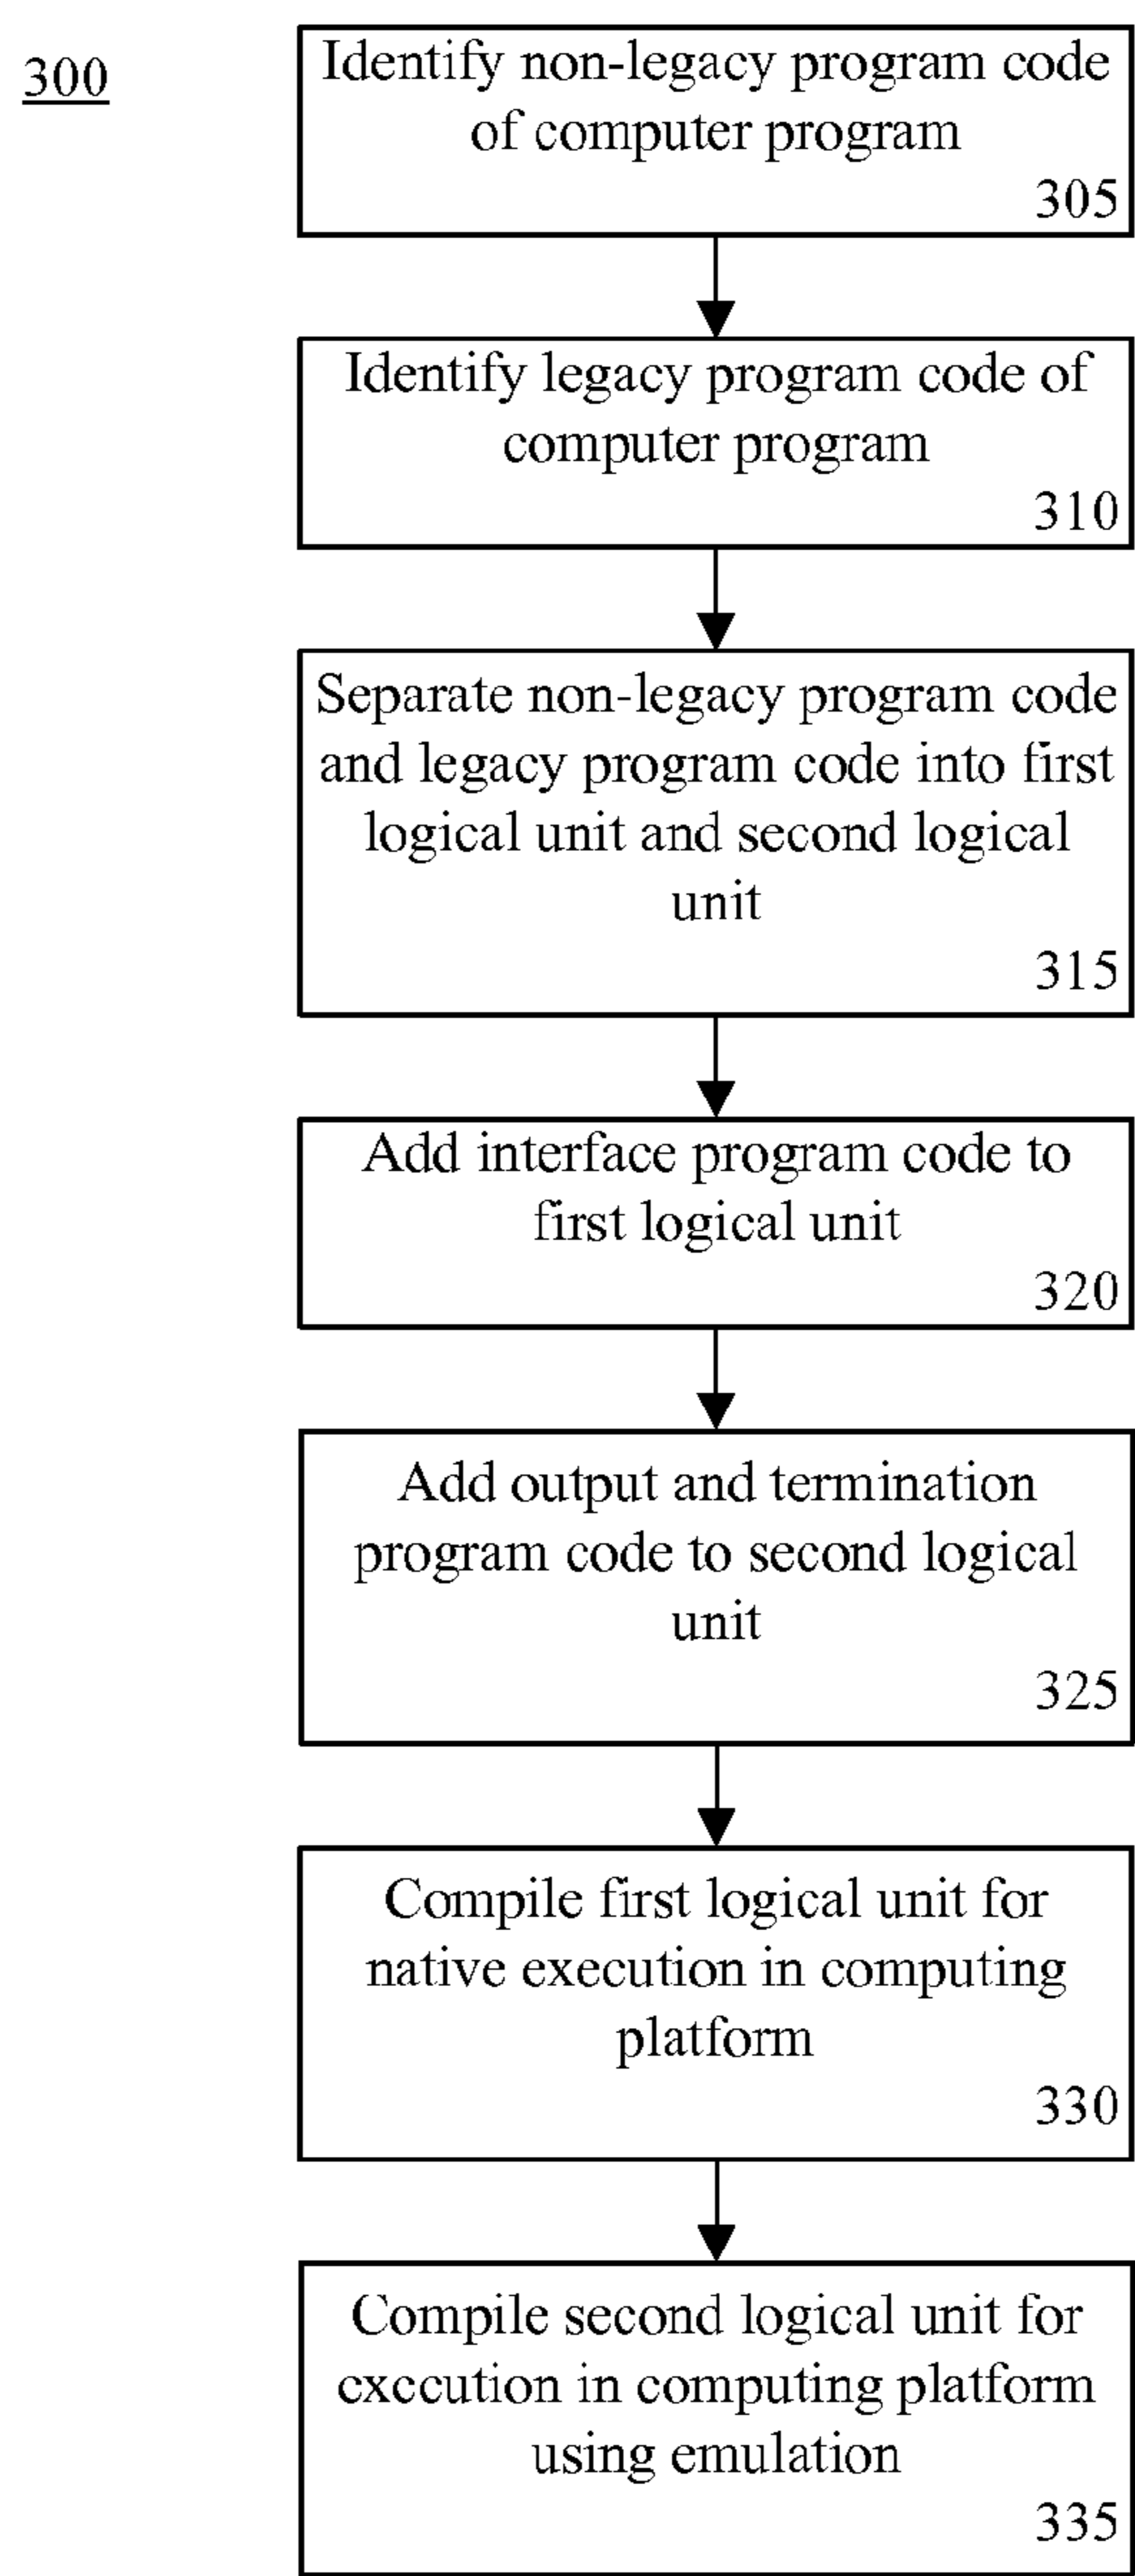 300
Identify non-legacy program code
of computer program
305
Identify legacy program code of
computer program
310
Separate non-legacy program code
and legacy program code into first
logical unit and second logical
unit
315
Add interface program code to
first logical unit
320
Add output and termination
program code to second logical
unit
325
Compile first logical unit for
native execution in computing
platform
330
Compile second logical unit for
execution in computing platform
using emulation
335